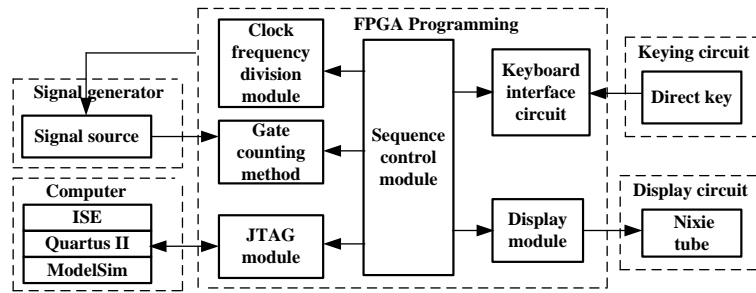 FPGA Programming
Clock
frequency
division
module
Signal generator
Signal source
Gate
counting
method
Computer
ISE
Quartus II
ModelSim
JTAG
module
Sequence
control
module
Keyboard
interface
circuit
Keying circuit
Direct key
Display
module
Display circuit
Nixie
tube